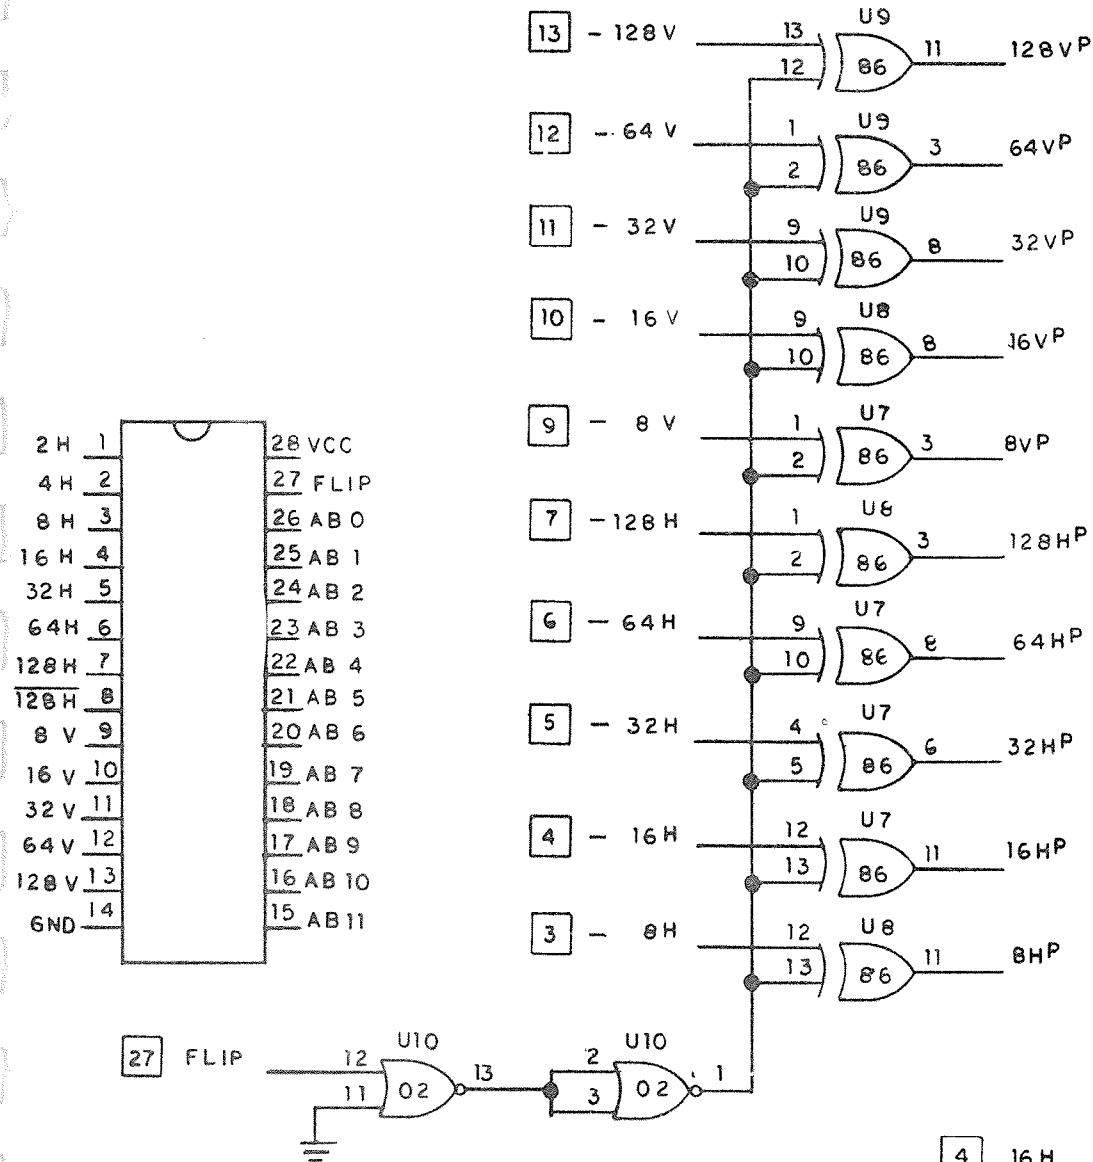 U9
13 - 128V 13 12 86 11 128VP
U9
12 - 64 V 1 2 86 3 64VP
U9
11 - 32V 9 10 86 8 32VP
U8
10 - 16 V 9 10 86 8 16VP
U7
9 - 8 V 1 2 86 3 8VP
U8
7 - 128H 1 2 86 3 128HP
U7
6 - 64H 9 10 86 8 64HP
U7
5 - 32H 4 5 86 6 32HP
U7
4 - 16H 12 13 86 11 16HP
U8
3 - 8H 12 13 86 11 8HP
2H 1 28 VCC
4H 2 27 FLIP
8H 3 26 AB 0
16 H 4 25 AB 1
32H 5 24 AB 2
64H 6 23 AB 3
128H 7 22 AB 4
128H 8 21 AB 5
8 V 9 20 AB 6
16 V 10 19 AB 7
32 V 11 18 AB 8
64 V 12 17 AB 9
128 V 13 16 AB 10
GND 14 15 AB 11
U10 U10
27 FLIP 12 11 02 13 2 3 02 1
4 16H